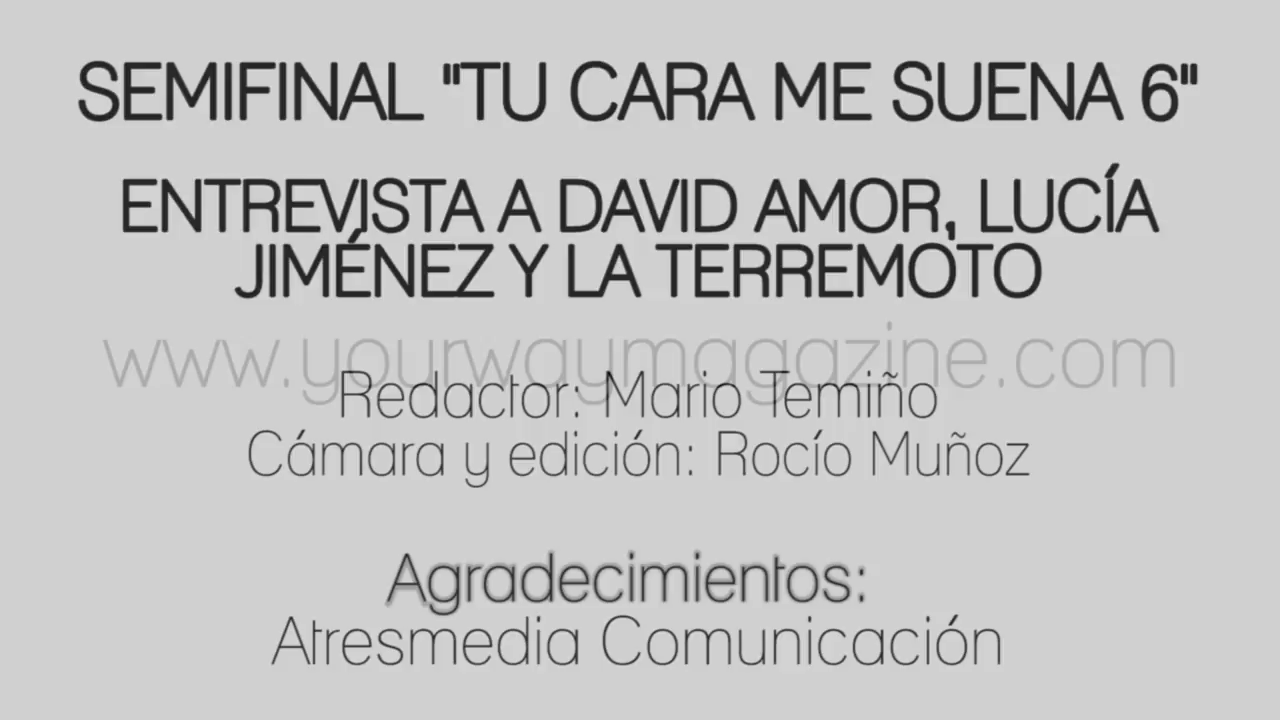 SEMIFINAL "TU CARA ME SUENA 6"
ENTREVISTA A DAVID AMOR, LUCÍA
JIMÉNEZ Y LA TERREMOTO
www.yourwaymagazine.com
Redactor: Mario Temiño
Cámara y edición: Rocío Muñoz
Agradecimientos:
Atresmedia Comunicación